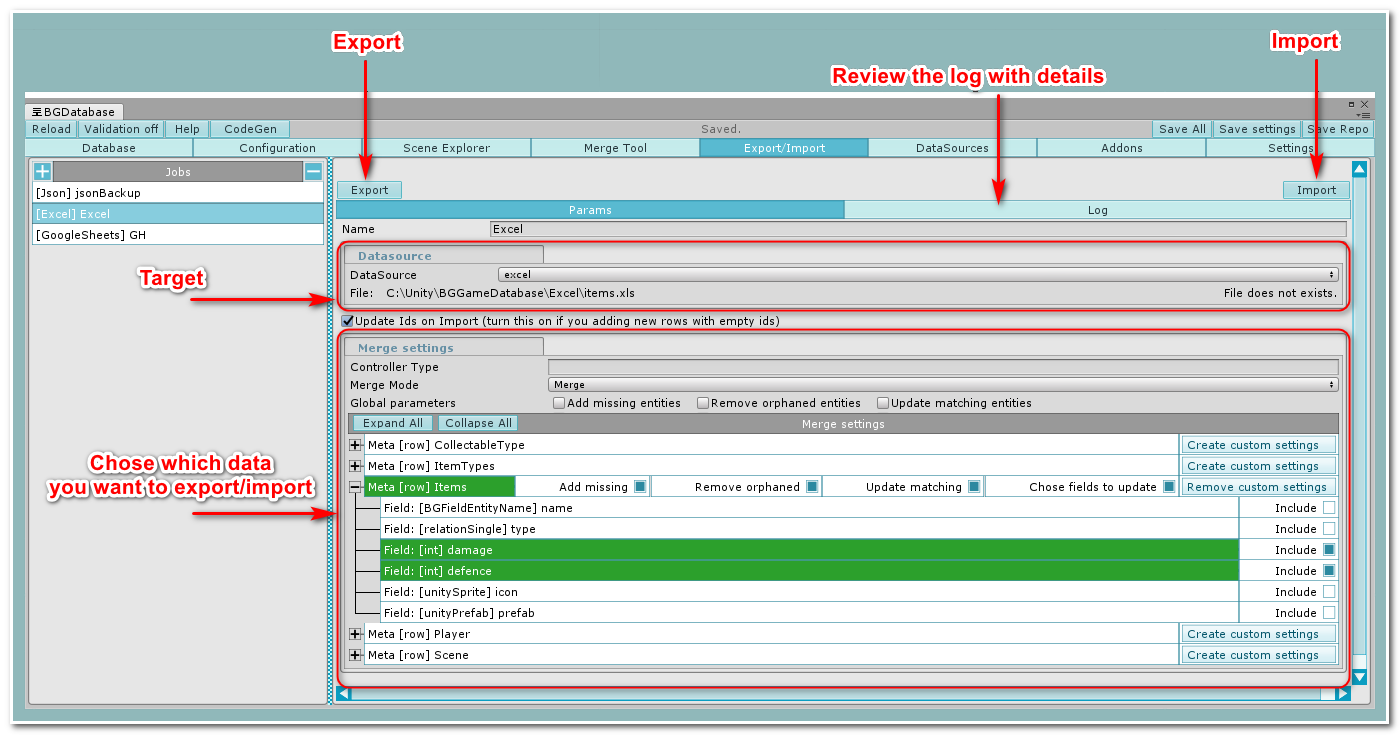 Export
Import
Review the log with details
BGDatabase
Reload Validation off Help CodeGen Saved. Save All Save settings Save Repo
Database Configuration Scene Explorer Merge Tool Export/Import DataSources Addons Settings
Jobs
[Json] jsonBackup
[Excel] Excel
[GoogleSheets] GH
Export Import
Params Log
Name Excel
Datasource
DataSource excel
File: C:\Unity\BGGameDatabase\Excel\items.xls File does not exists.
Target
Update Ids on Import (turn this on if you adding new rows with empty ids)
Merge settings
Controller Type
Merge Mode Merge
Global parameters Add missing entities Remove orphaned entities Update matching entities
Expand All Collapse All Merge settings
Meta [row] CollectableType Create custom settings
Meta [row] ItemTypes Create custom settings
Chose which data
you want to export/import
Meta [row] Items Add missing Remove orphaned Update matching Chose fields to update Remove custom settings
Field: [BGFieldEntityName] name Include
Field: [relationSingle] type Include
Field: [int] damage Include
Field: [int] defence Include
Field: [unitySprite] icon Include
Field: [unityPrefab] prefab Include
Meta [row] Player Create custom settings
Meta [row] Scene Create custom settings